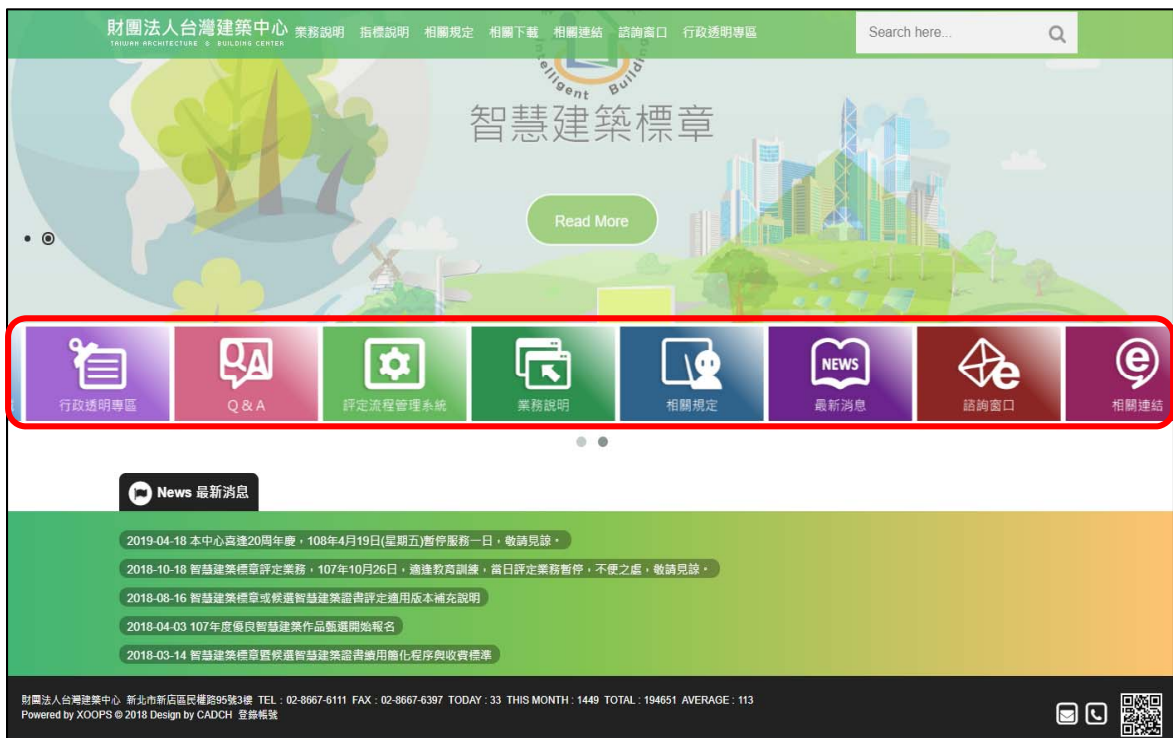 財團法人台灣建築中心
TAIWAN ARCHITECTURE & BUILDING CENTER
業務說明 指標說明 相關規定 相關下載 相關連結 諮詢窗口 行政透明專區
Search here...
Intelligent Building
智慧建築標章
Read More
行政透明專區 Q & A 評定流程管理系統 業務說明 相關規定 NEWS 最新消息 諮詢窗口 相關連結
News 最新消息
2019-04-18 本中心喜逢20周年慶，108年4月19日(星期五)暫停服務一日，敬請見諒。
2018-10-18 智慧建築標章評定業務，107年10月26日，適逢教育訓練，當日評定業務暫停，不便之處，敬請見諒。
2018-08-16 智慧建築標章或候選智慧建築證書評定適用版本補充說明
2018-04-03 107年度優良智慧建築作品甄選開始報名
2018-03-14 智慧建築標章暨候選智慧建築證書續用簡化程序與收費標準
財團法人台灣建築中心 新北市新店區民權路95號3樓 TEL : 02-8667-6111 FAX : 02-8667-6397 TODAY : 33 THIS MONTH : 1449 TOTAL : 194651 AVERAGE : 113
Powered by XOOPS © 2018 Design by CADCH 登錄帳號